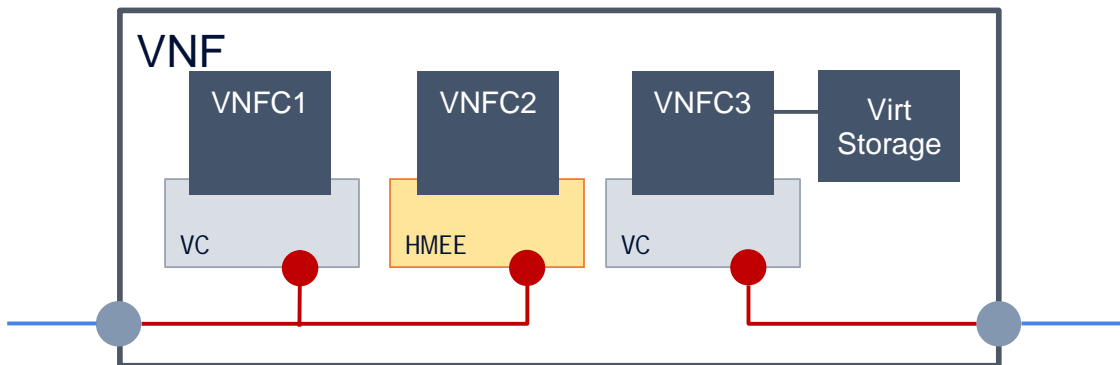 VNF
VNFC1
VNFC2
VNFC3
Virt
Storage
VC
HMEE
VC